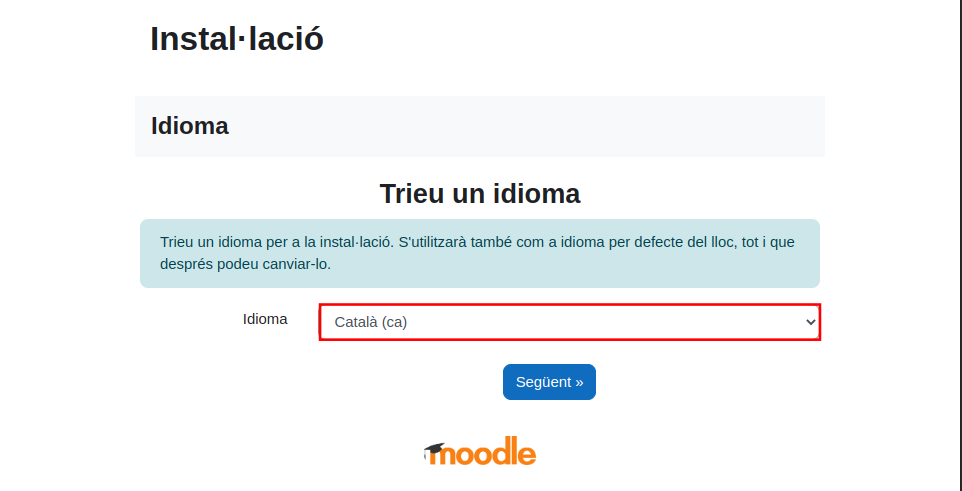 Instal·lació
Idioma
Trieu un idioma
Trieu un idioma per a la instal·lació. S'utilitzarà també com a idioma per defecte del lloc, tot i que
després podeu canviar-lo.
Idioma
Català (ca)
Següent »
moodle